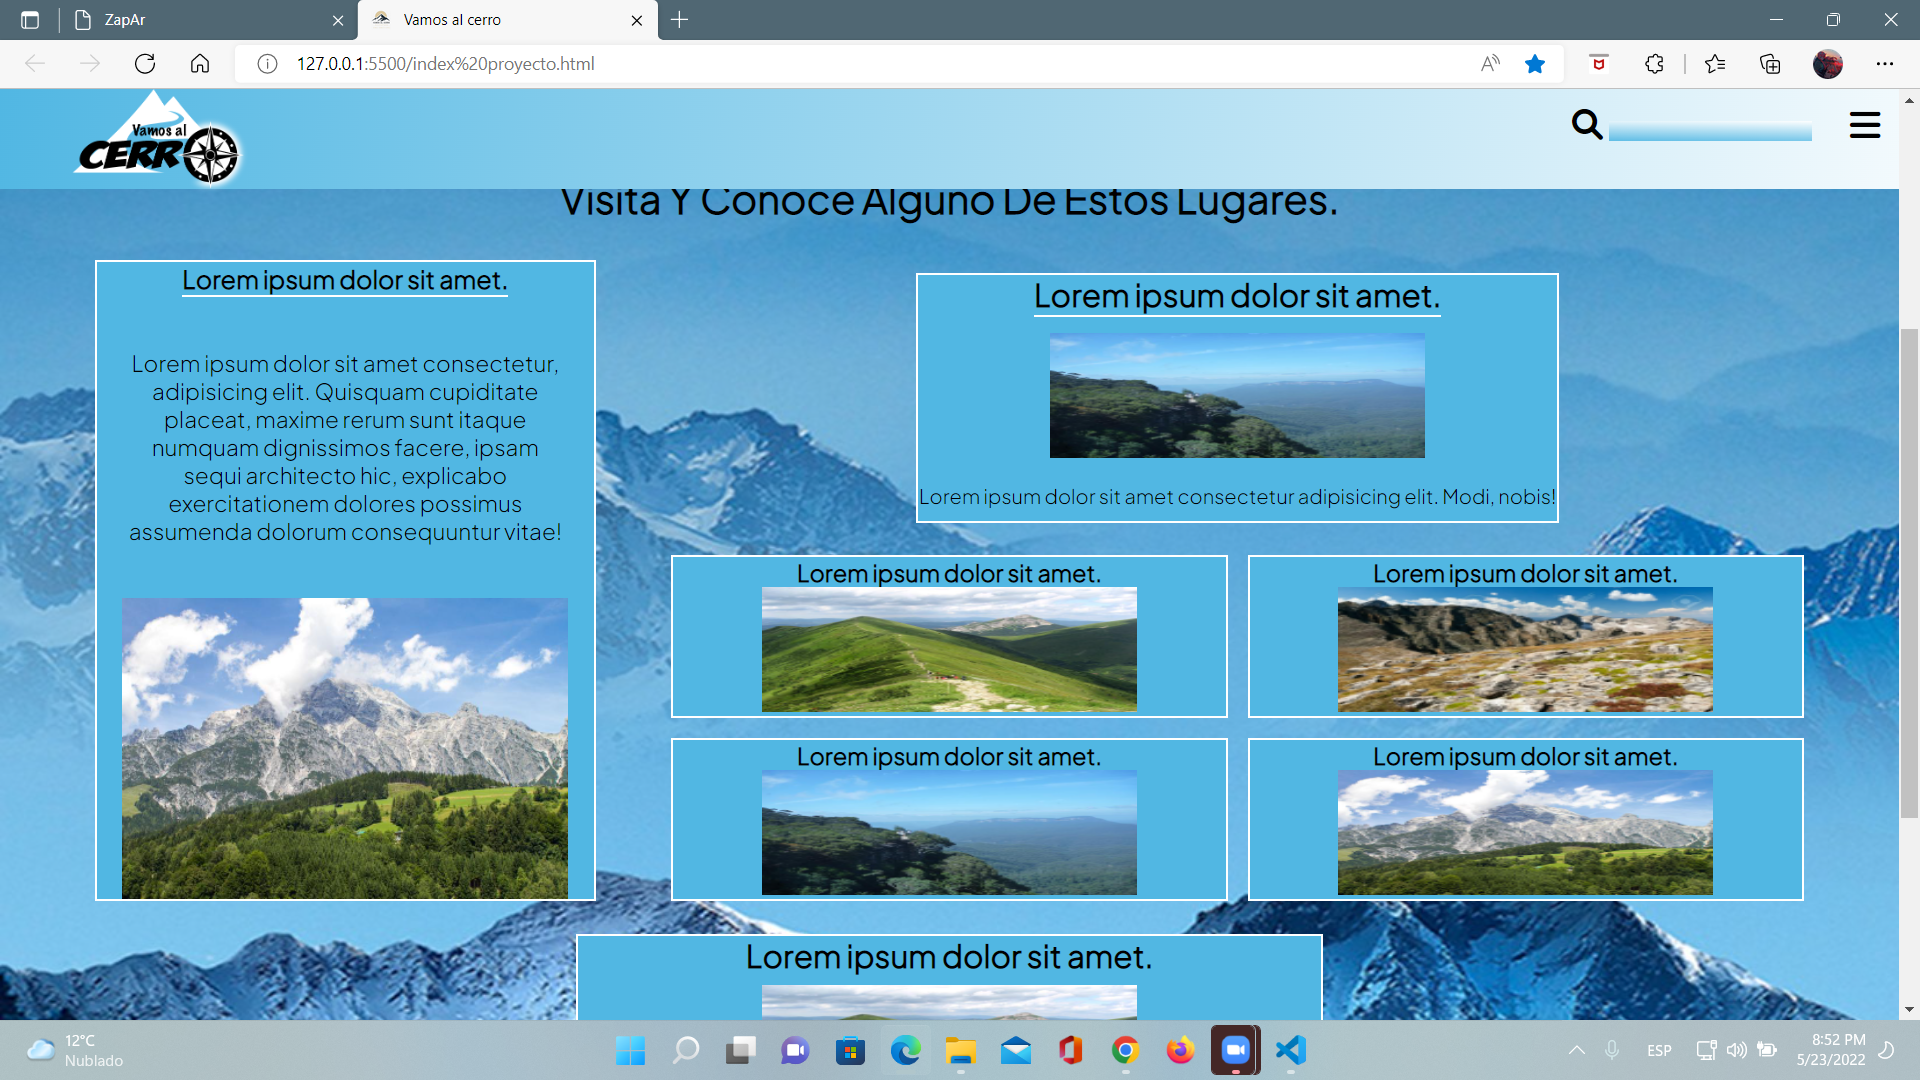 ZapAr
Vamos al cerro
127.0.0.1:5500/index%20proyecto.html
Vamos al
CERRO
Visita Y Conoce Alguno De Estos Lugares.
Lorem ipsum dolor sit amet.
Lorem ipsum dolor sit amet consectetur,
adipisicing elit. Quisquam cupiditate
placeat, maxime rerum sunt itaque
numquam dignissimos facere, ipsam
sequi architecto hic, explicabo
exercitationem dolores possimus
assumenda dolorum consequuntur vitae!
Lorem ipsum dolor sit amet.
Lorem ipsum dolor sit amet consectetur adipisicing elit. Modi, nobis!
Lorem ipsum dolor sit amet.
Lorem ipsum dolor sit amet.
Lorem ipsum dolor sit amet.
Lorem ipsum dolor sit amet.
Lorem ipsum dolor sit amet.
12°C
Nublado
ESP
8:52 PM
5/23/2022